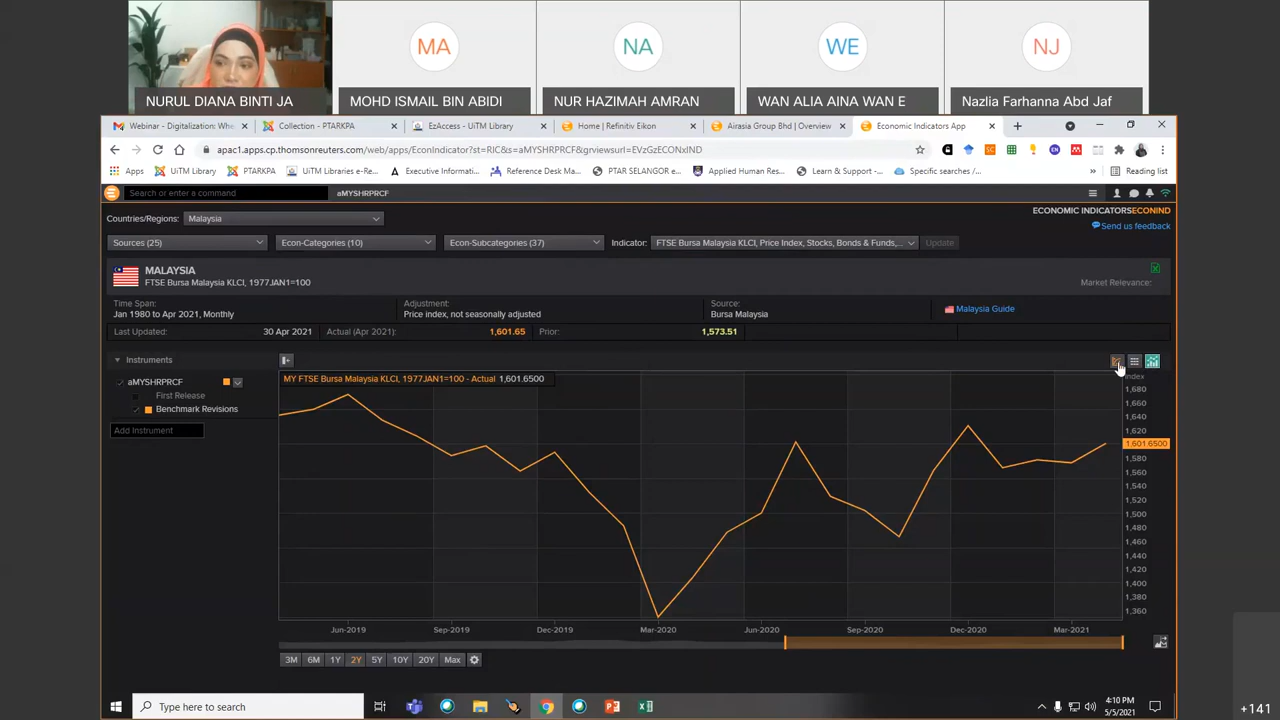 MA
NA
WE
NJ
NURUL DIANA BINTI JA
MOHD ISMAIL BIN ABIDI
NUR HAZIMAH AMRAN
WAN ALIA AINA WAN E
Nazlia Farhanna Abd Jaf
Webinar - Digitalization: Whe
Collection - PTARKPA
EzAccess - UiTM Library
Home | Refinitiv Eikon
Airasia Group Bhd | Overview
Economic Indicators App
apac1.apps.cp.thomsonreuters.com/web/apps/EconIndicator?st=RIC&s=aMYSHRPRCF&grviewsurl=EVzGzECONxIND
Apps
UiTM Library
PTARKPA
UiTM Libraries e-Re...
Executive Informati...
Reference Desk Ma...
PTAR SELANGOR e...
Applied Human Res...
Learn & Support -...
Specific searches /...
Reading list
Search or enter a command
aMYSHRPRCF
ECONOMIC INDICATORS ECONIND
Countries/Regions: Malaysia
Send us feedback
Sources (25)
Econ-Categories (10)
Econ-Subcategories (37)
Indicator: FTSE Bursa Malaysia KLCI, Price Index, Stocks, Bonds & Funds,...
Update
MALAYSIA
FTSE Bursa Malaysia KLCI, 1977JAN1=100
Market Relevance:
Time Span:
Jan 1980 to Apr 2021, Monthly
Adjustment:
Price index, not seasonally adjusted
Source:
Bursa Malaysia
Malaysia Guide
Last Updated: 30 Apr 2021
Actual (Apr 2021): 1,601.65
Prior: 1,573.51
Instruments
aMYSHRPRCF
First Release
Benchmark Revisions
Add Instrument
MY FTSE Bursa Malaysia KLCI, 1977JAN1=100 - Actual 1,601.6500
Index
1,680
1,660
1,640
1,620
1,601.6500
1,580
1,560
1,540
1,520
1,500
1,480
1,460
1,440
1,420
1,400
1,380
1,360
Jun-2019
Sep-2019
Dec-2019
Mar-2020
Jun-2020
Sep-2020
Dec-2020
Mar-2021
3M 6M 1Y 2Y 5Y 10Y 20Y Max
Type here to search
4:10 PM
5/5/2021
+141